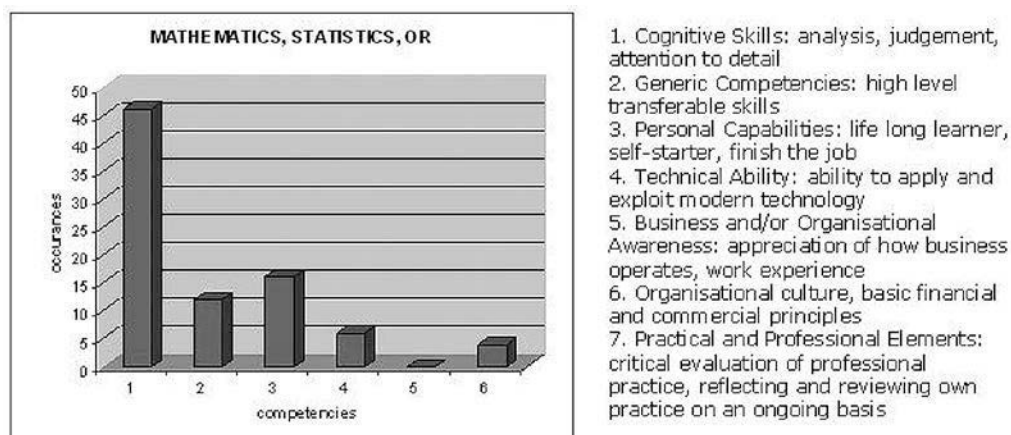 MATHEMATICS, STATISTICS, OR
50
45
40
35
30
25
20
15
10
5
0
occurances
1 2 3 4 5 6
competencies
1. Cognitive Skills: analysis, judgement,
attention to detail
2. Generic Competencies: high level
transferable skills
3. Personal Capabilities: life long learner,
self-starter, finish the job
4. Technical Ability: ability to apply and
exploit modern technology
5. Business and/or Organisational
Awareness: appreciation of how business
operates, work experience
6. Organisational culture, basic financial
and commercial principles
7. Practical and Professional Elements:
critical evaluation of professional
practice, reflecting and reviewing own
practice on an ongoing basis